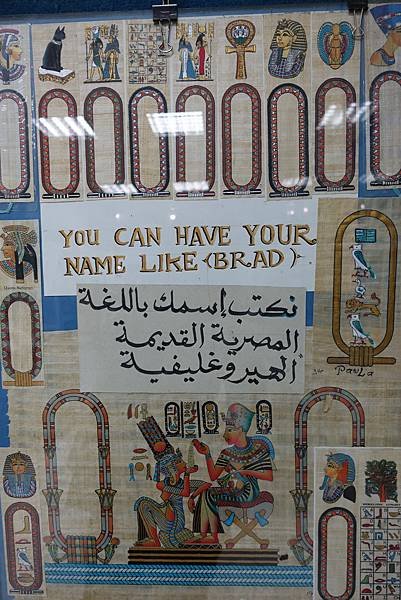 YOU CAN HAVE YOUR
NAME LIKE (BRAD)
نكتب إسمك باللغة
المصرية القديمة
الهيروغليفية
PauLa